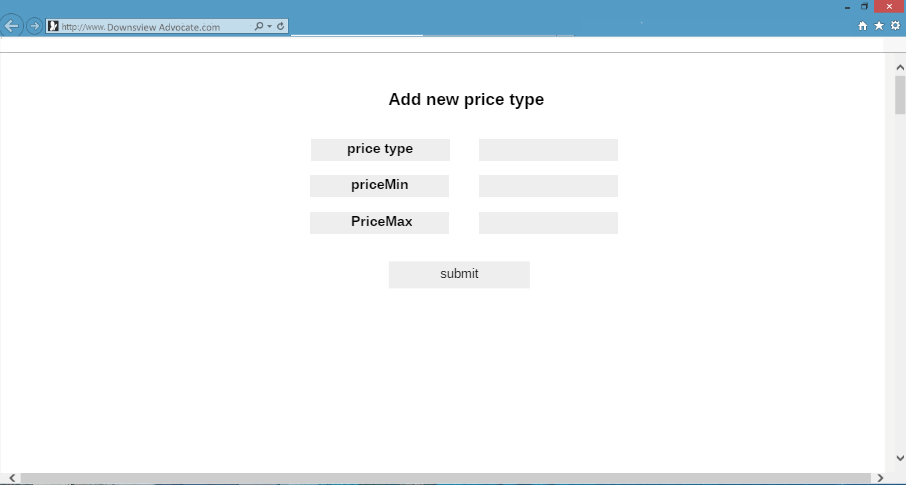 http://www. Downsview Advocate.com
Add new price type
price type
priceMin
PriceMax
submit